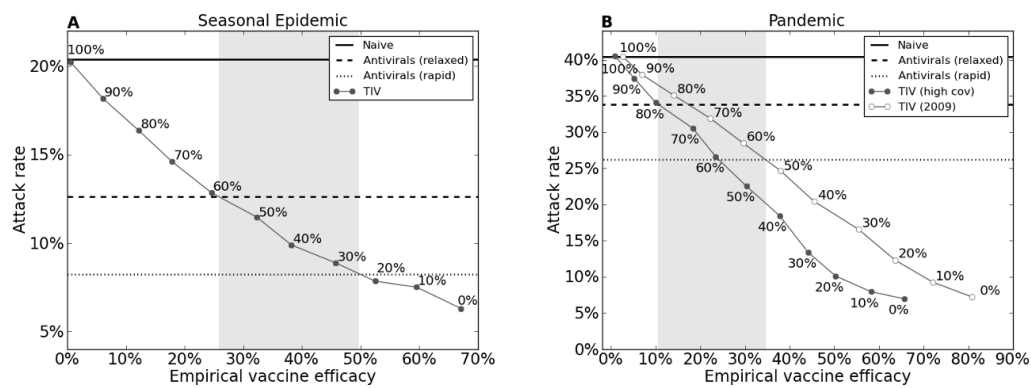 A
Seasonal Epidemic
Naive
Antivirals (relaxed)
Antivirals (rapid)
TIV
100%
90%
80%
70%
60%
50%
40%
30%
20%
10%
0%
20%
15%
10%
5%
Attack rate
0% 10% 20% 30% 40% 50% 60% 70%
Empirical vaccine efficacy
B
Pandemic
Naive
Antivirals (relaxed)
Antivirals (rapid)
TIV (high cov)
TIV (2009)
100%
90%
80%
70%
60%
50%
40%
30%
20%
10%
0%
100%
90%
80%
70%
60%
50%
40%
30%
20%
10%
0%
40%
35%
30%
25%
20%
15%
10%
5%
0%
Attack rate
0% 10% 20% 30% 40% 50% 60% 70% 80% 90%
Empirical vaccine efficacy